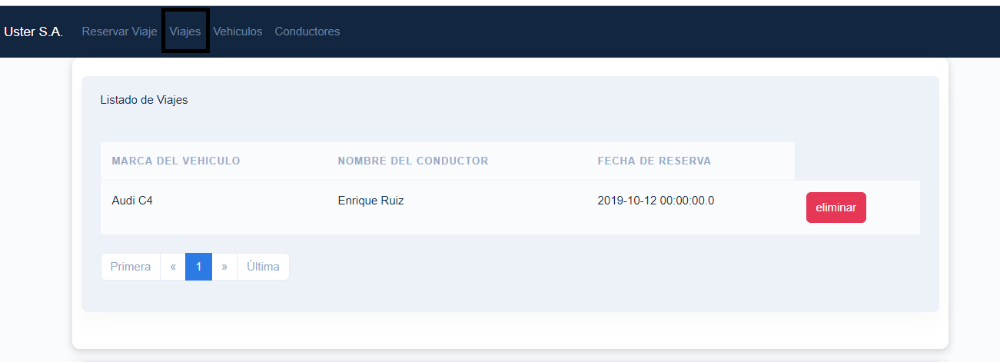 Uster S.A. Reservar Viaje Viajes Vehiculos Conductores
Listado de Viajes
MARCA DEL VEHICULO NOMBRE DEL CONDUCTOR FECHA DE RESERVA
Audi C4 Enrique Ruiz 2019-10-12 00:00:00.0 eliminar
Primera « 1 » Última